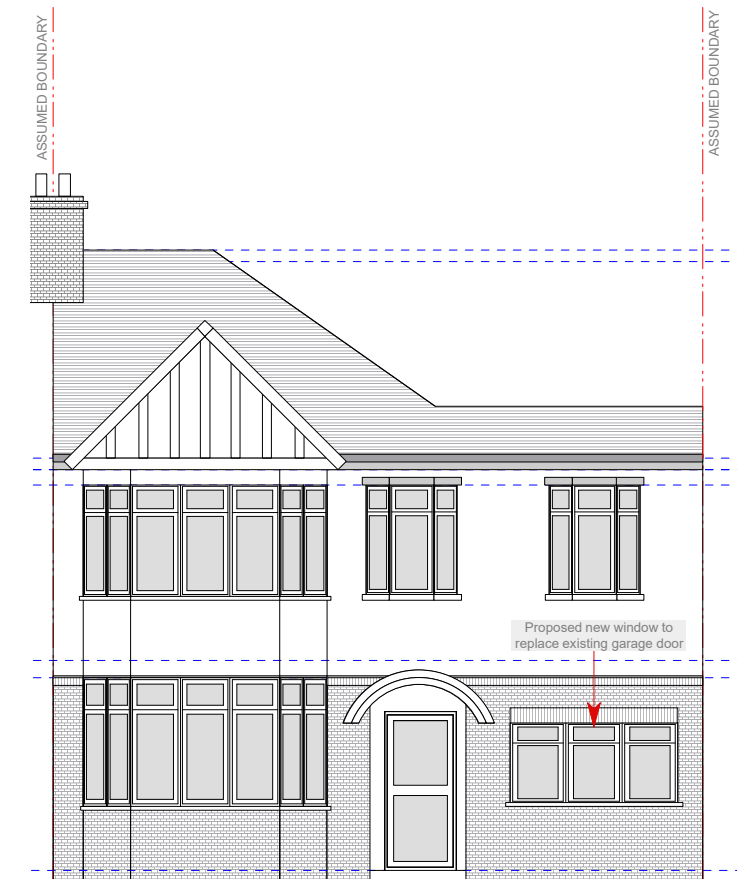 ASSUMED BOUNDARY
ASSUMED BOUNDARY
Proposed new window to
replace existing garage door